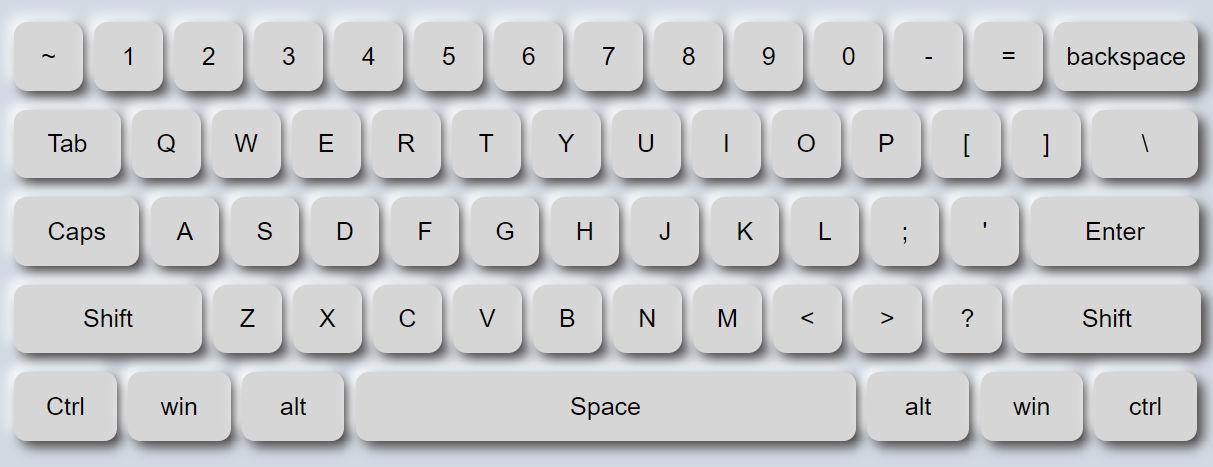 ~ 1 2 3 4 5 6 7 8 9 0 - = backspace
Tab Q W E R T Y U I O P [ ] \
Caps A S D F G H J K L ; ' Enter
Shift Z X C V B N M < > ? Shift
Ctrl win alt Space alt win ctrl